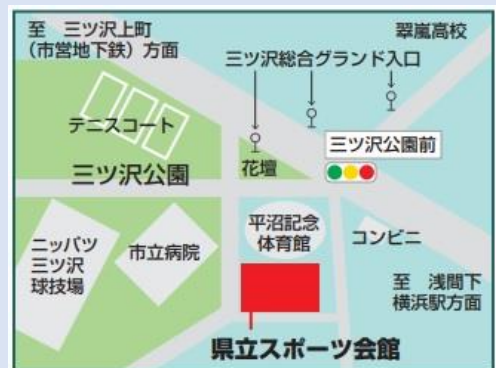 至 三ツ沢上町
(市営地下鉄)方面
翠嵐高校
三ツ沢総合グランド入口
テニスコート
三ツ沢公園前
三ツ沢公園
花壇
ニッパツ
三ツ沢
球技場
市立病院
平沼記念
体育館
コンビニ
至 浅間下
横浜駅方面
県立スポーツ会館